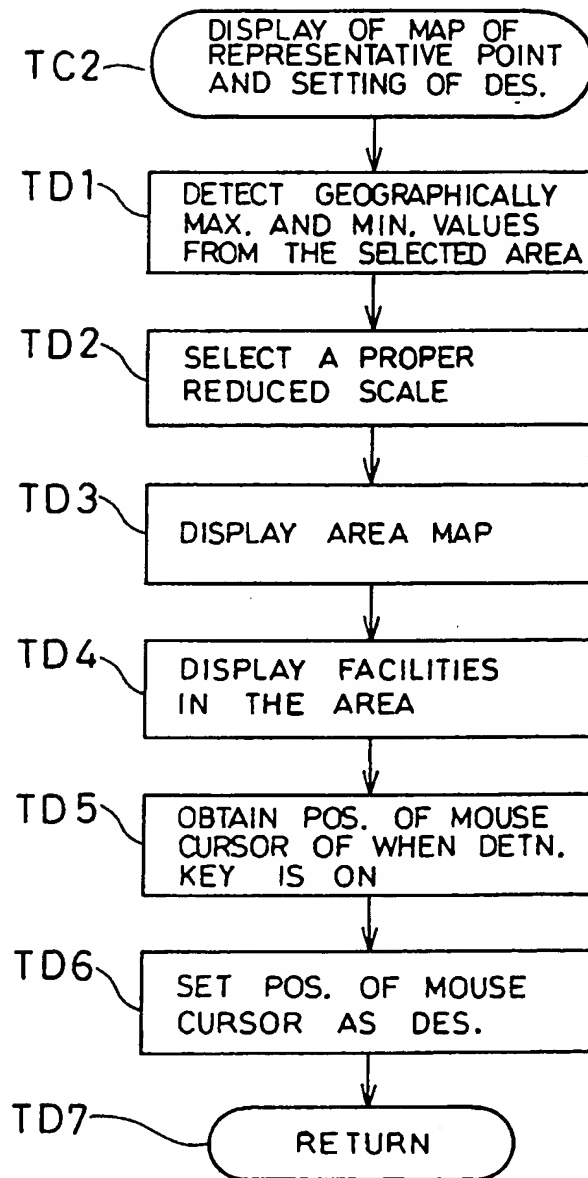 TC2
DISPLAY OF MAP OF
REPRESENTATIVE POINT
AND SETTING OF DES.
TD1
DETECT GEOGRAPHICALLY
MAX. AND MIN. VALUES
FROM THE SELECTED AREA
TD2
SELECT A PROPER
REDUCED SCALE
TD3
DISPLAY AREA MAP
TD4
DISPLAY FACILITIES
IN THE AREA
TD5
OBTAIN POS. OF MOUSE
CURSOR OF WHEN DETN.
KEY IS ON
TD6
SET POS. OF MOUSE
CURSOR AS DES.
TD7
RETURN